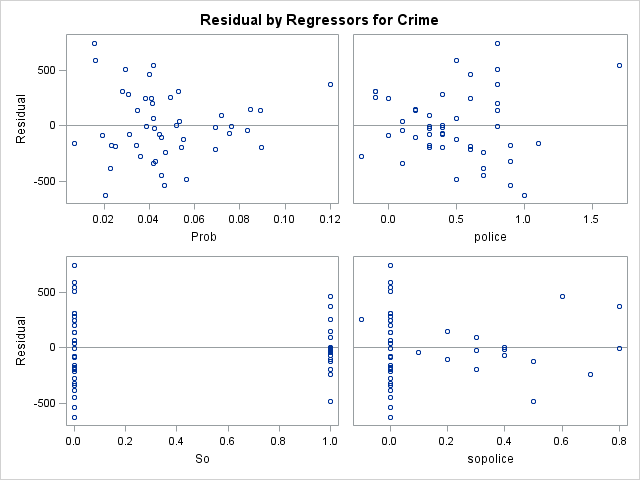 Residual by Regressors for Crime
Residual
500
0
-500
0.02 0.04 0.06 0.08 0.10 0.12
Prob
0.0 0.5 1.0 1.5
police
Residual
500
0
-500
0.0 0.2 0.4 0.6 0.8 1.0
So
0.0 0.2 0.4 0.6 0.8
sopolice